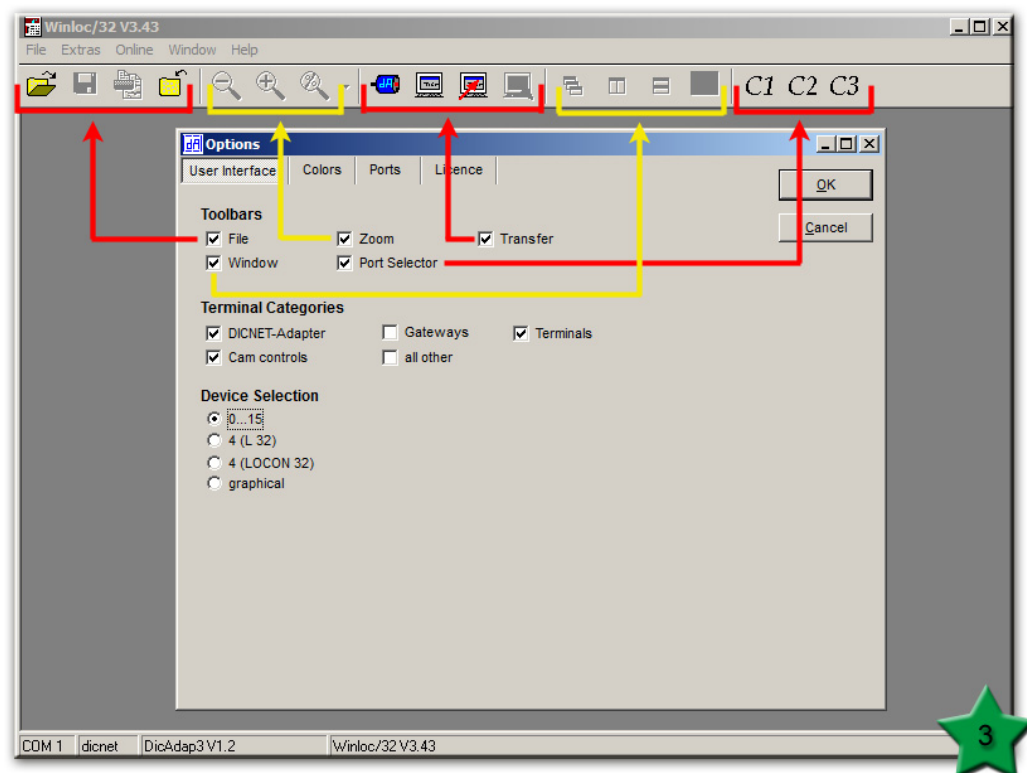 Winloc/32 V3.43
File Extras Online Window Help
C1 C2 C3
Options
User Interface Colors Ports Licence
OK
Toolbars
Cancel
File Zoom Transfer
Window Port Selector
Terminal Categories
DICNET-Adapter Gateways Terminals
Cam controls all other
Device Selection
0...15
4 (L 32)
4 (LOCON 32)
graphical
3
COM 1 dicnet DicAdap3 V1.2 Winloc/32 V3.43